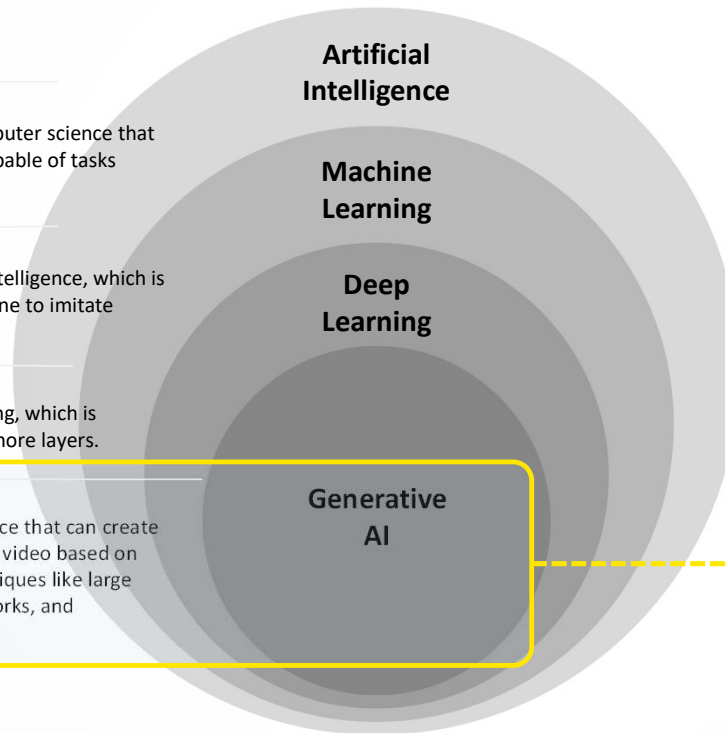 Artificial
Intelligence
puter science that
pable of tasks
Machine
Learning
telligence, which is
ne to imitate
Deep
Learning
ng, which is
more layers.
Generative
AI
ce that can create
video based on
iques like large
orks, and